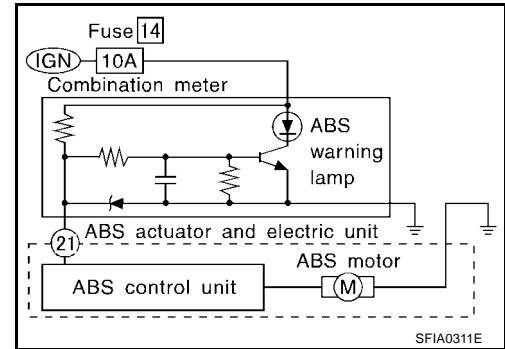 Fuse 14
IGN 10A
Combination meter
ABS
warning
lamp
21 ABS actuator and electric unit
ABS motor
ABS control unit M
SFIA0311E